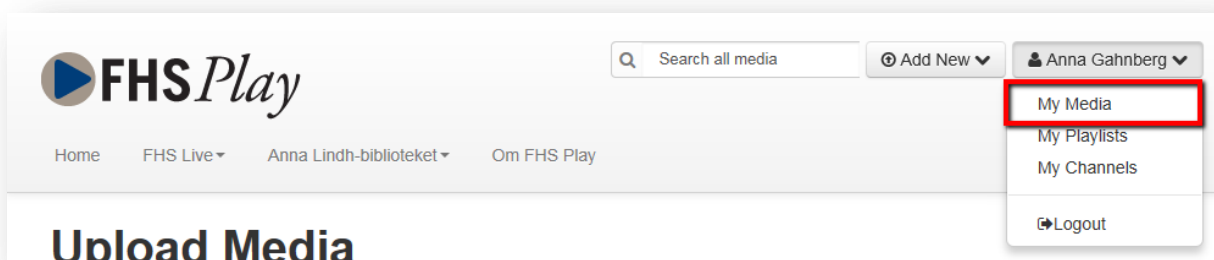 FHS Play
Search all media
Add New
Anna Gahnberg
My Media
My Playlists
My Channels
Logout
Home FHS Live Anna Lindh-biblioteket Om FHS Play
Upload Media